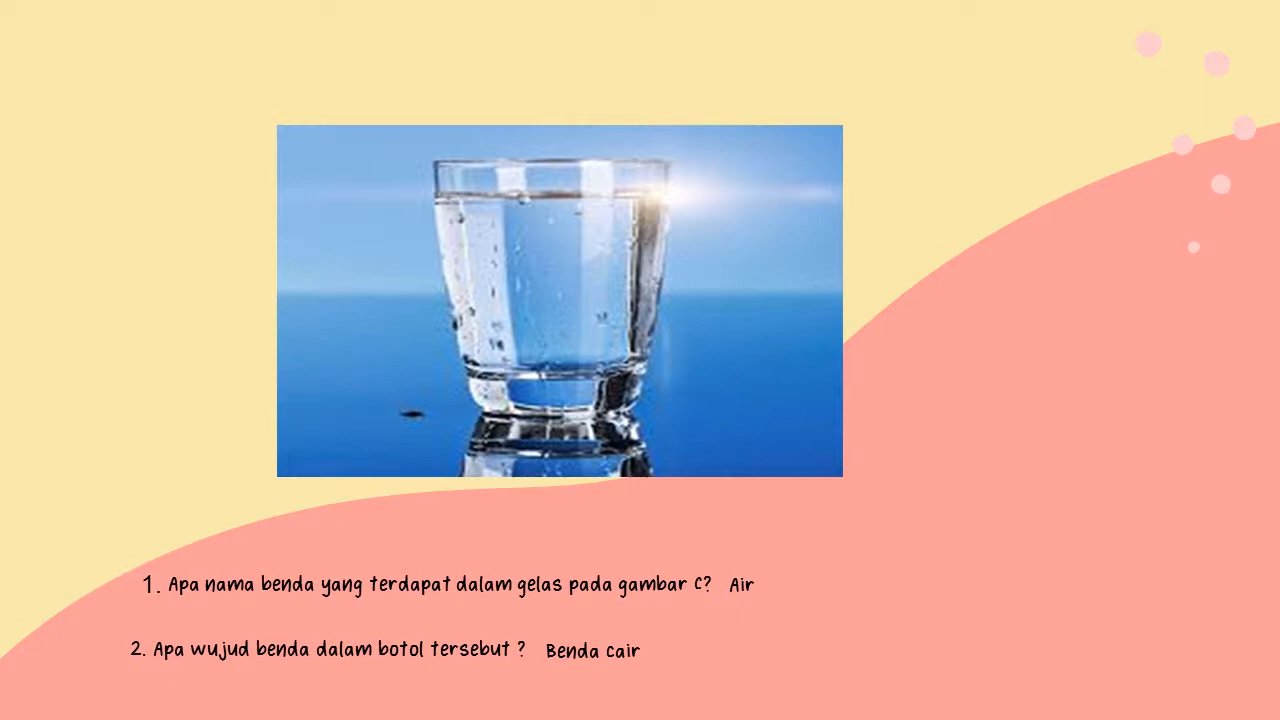 1. Apa nama benda yang terdapat dalam gelas pada gambar C? Air
2. Apa wujud benda dalam botol tersebut ? Benda cair